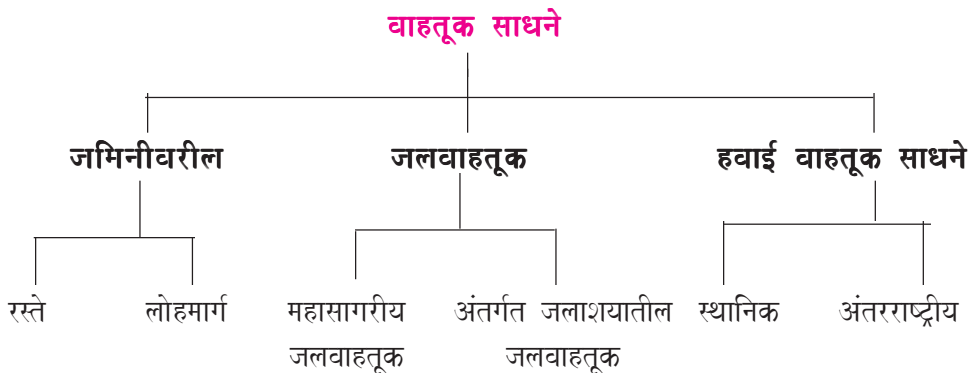 वाहतूक साधने
जमिनीवरील जलवाहतूक हवाई वाहतूक साधने
रस्ते लोहमार्ग महासागरीय अंतर्गत जलाशयातील स्थानिक अंतरराष्ट्रीय
जलवाहतूक जलवाहतूक